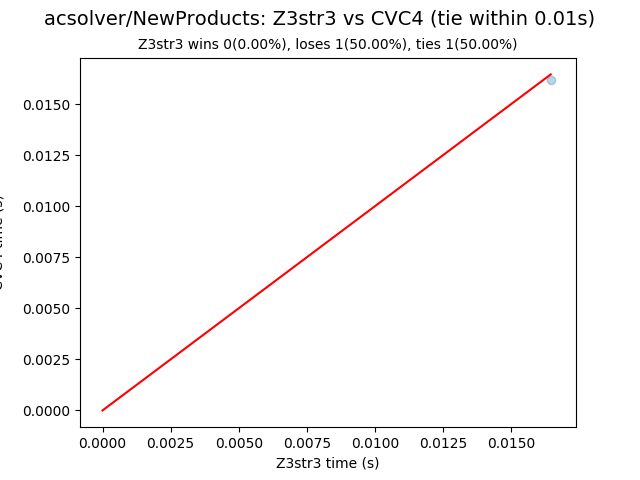 acsolver/NewProducts: Z3str3 vs CVC4 (tie within 0.01s)
Z3str3 wins 0(0.00%), loses 1(50.00%), ties 1(50.00%)
0.0150
0.0125
0.0100
0.0075
0.0050
0.0025
0.0000
0.0000 0.0025 0.0050 0.0075 0.0100 0.0125 0.0150
Z3str3 time (s)